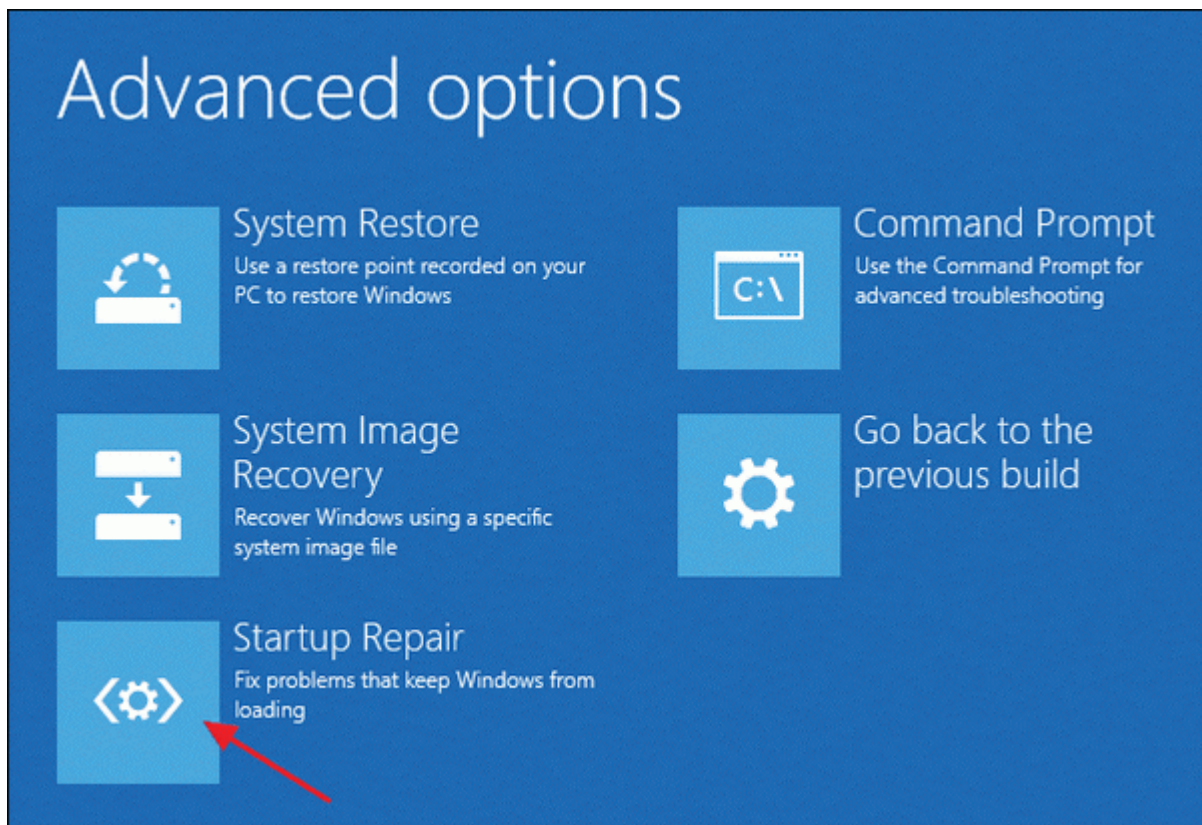 Advanced options
System Restore
Use a restore point recorded on your
PC to restore Windows
System Image
Recovery
Recover Windows using a specific
system image file
Startup Repair
Fix problems that keep Windows from
loading
Command Prompt
Use the Command Prompt for
advanced troubleshooting
C:\
Go back to the
previous build